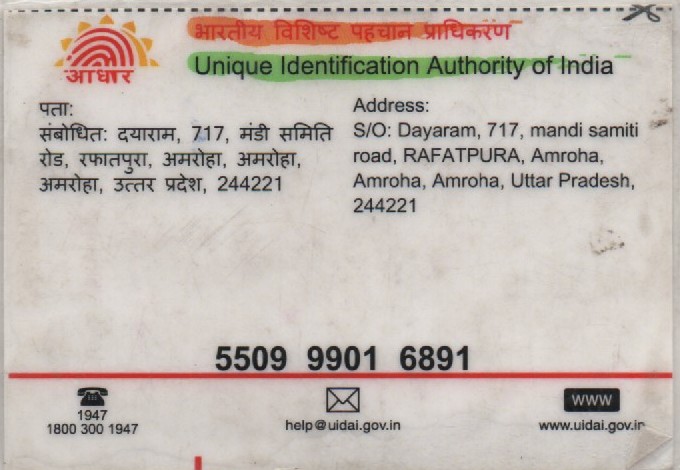 आधार
भारतीय विशिष्ट पहचान प्राधिकरण
Unique Identification Authority of India
पता:
संबोधित: दयाराम, 717, मंडी समिति
रोड, रफातपुरा, अमरोहा, अमरोहा,
अमरोहा, उत्तर प्रदेश, 244221
Address:
S/O: Dayaram, 717, mandi samiti
road, RAFATPURA, Amroha,
Amroha, Amroha, Uttar Pradesh,
244221
5509 9901 6891
1947
1800 300 1947
help@uidai.gov.in
WWW
www.uidai.gov.in